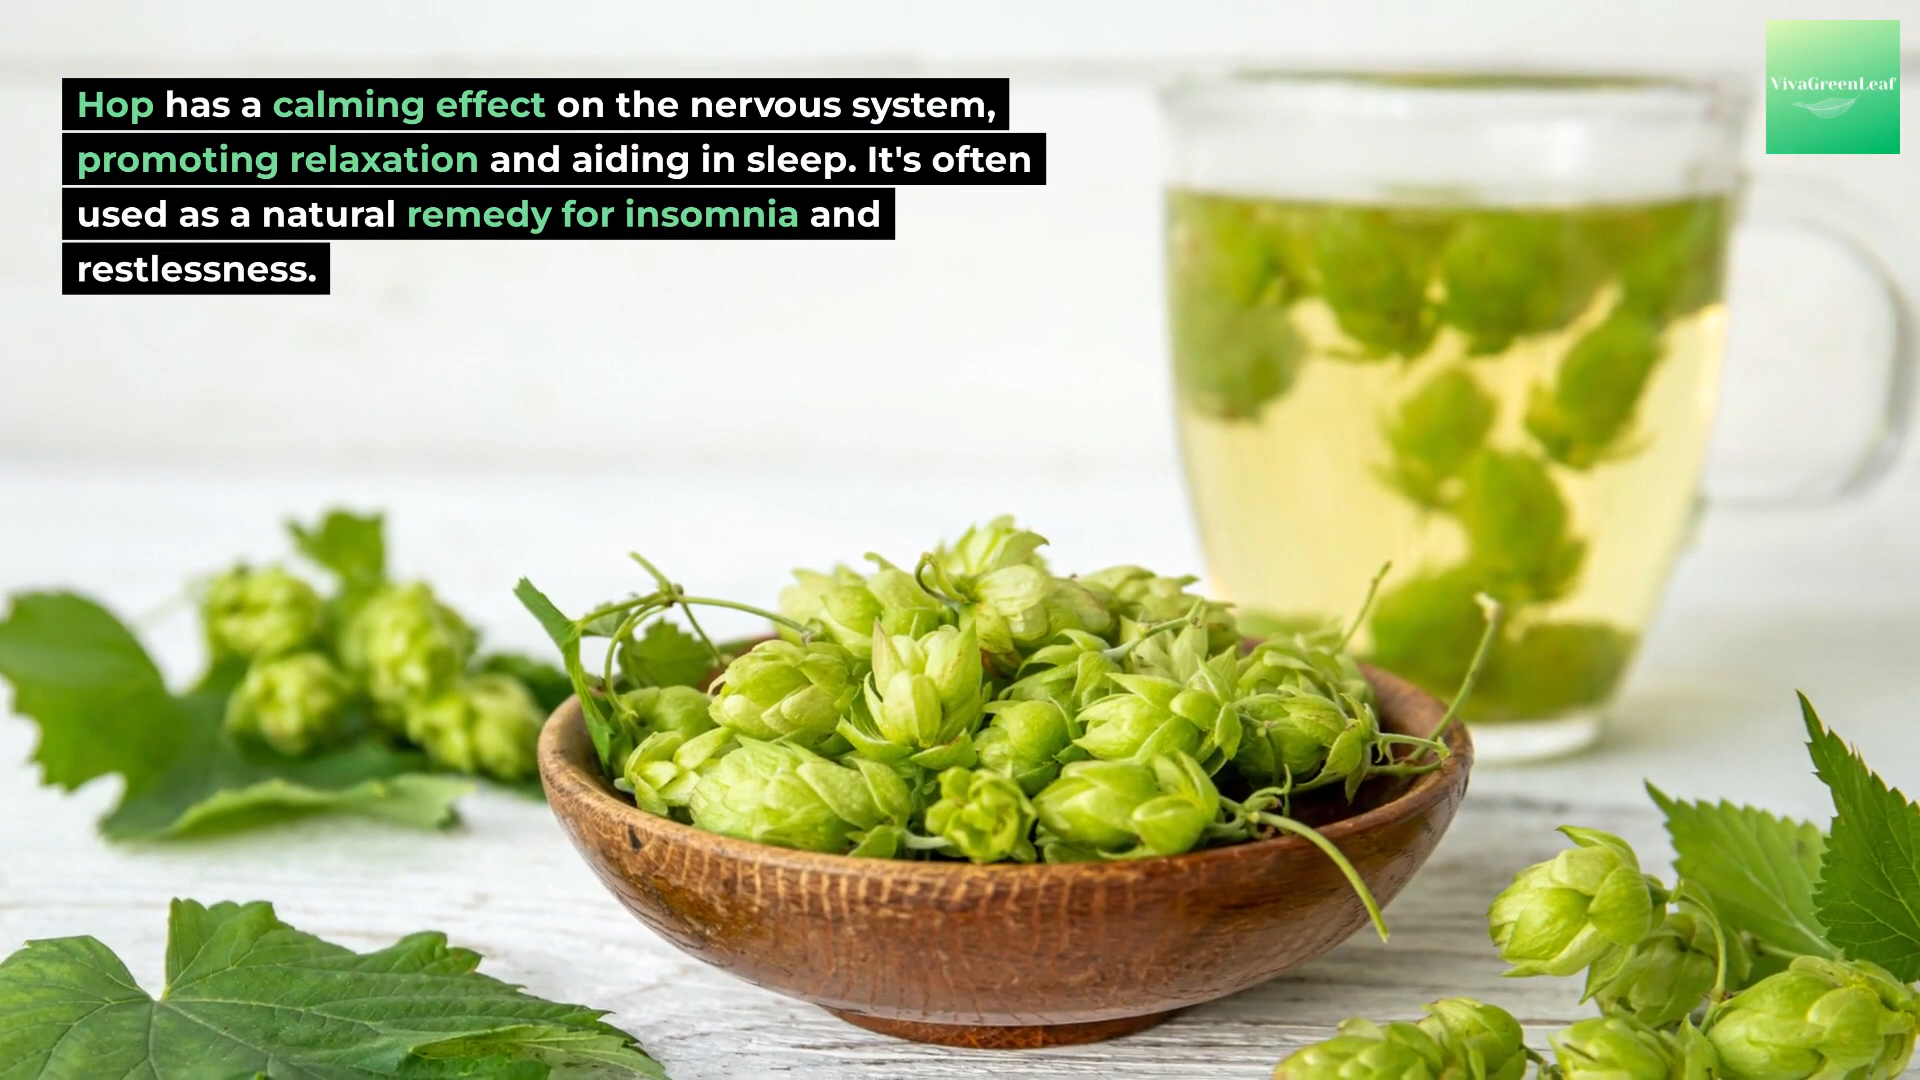 Hop has a calming effect on the nervous system,
promoting relaxation and aiding in sleep. It's often
used as a natural remedy for insomnia and
restlessness.
VivaGreenLeaf